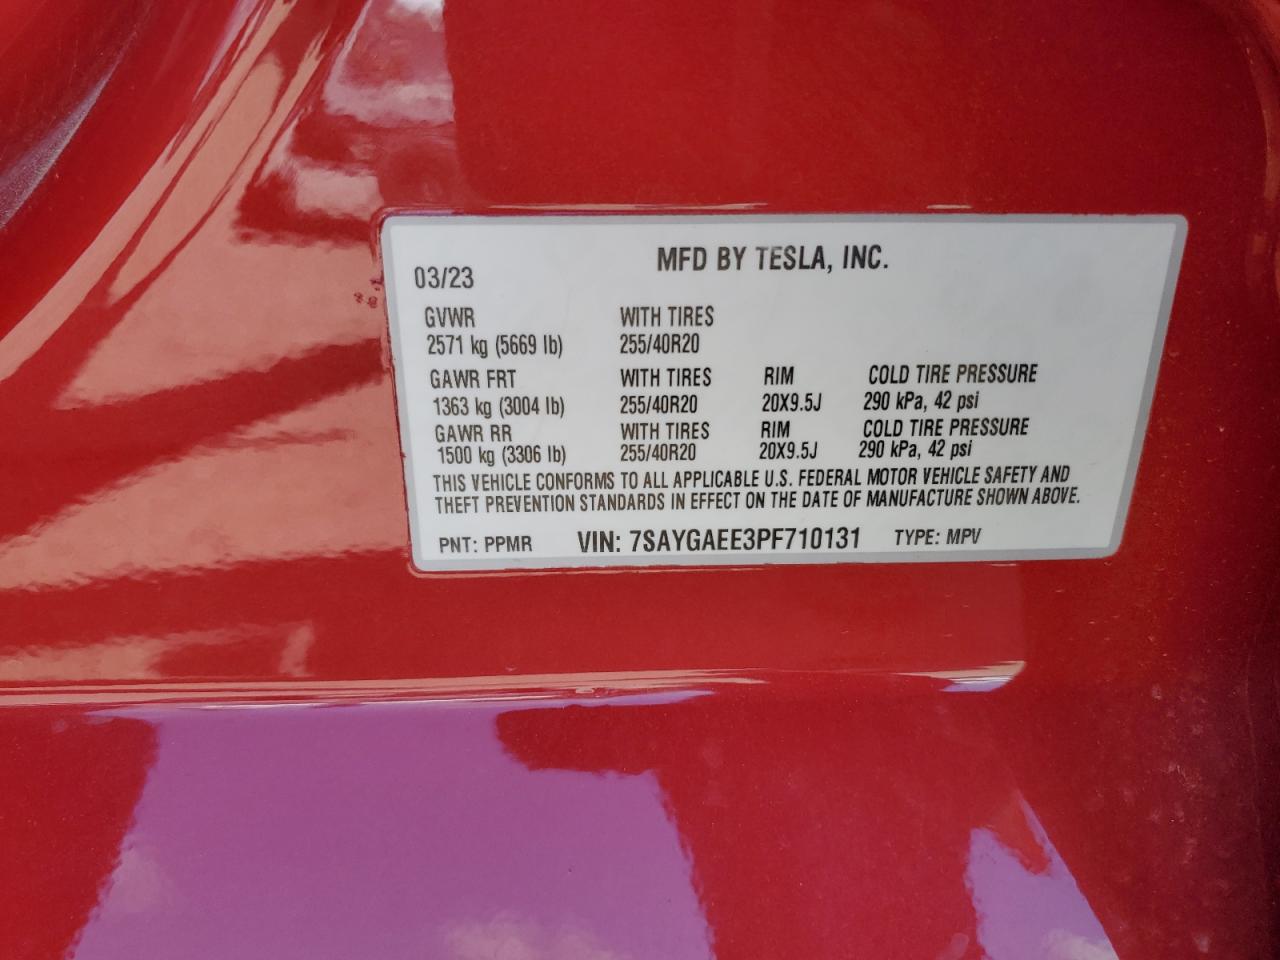 MFD BY TESLA, INC.
03/23
GVWR WITH TIRES
2571 kg (5669 lb) 255/40R20
GAWR FRT WITH TIRES RIM COLD TIRE PRESSURE
1363 kg (3004 lb) 255/40R20 20X9.5J 290 kPa, 42 psi
GAWR RR WITH TIRES RIM COLD TIRE PRESSURE
1500 kg (3306 lb) 255/40R20 20X9.5J 290 kPa, 42 psi
THIS VEHICLE CONFORMS TO ALL APPLICABLE U.S. FEDERAL MOTOR VEHICLE SAFETY AND
THEFT PREVENTION STANDARDS IN EFFECT ON THE DATE OF MANUFACTURE SHOWN ABOVE.
PNT: PPMR VIN: 7SAYGAEE3PF710131 TYPE: MPV